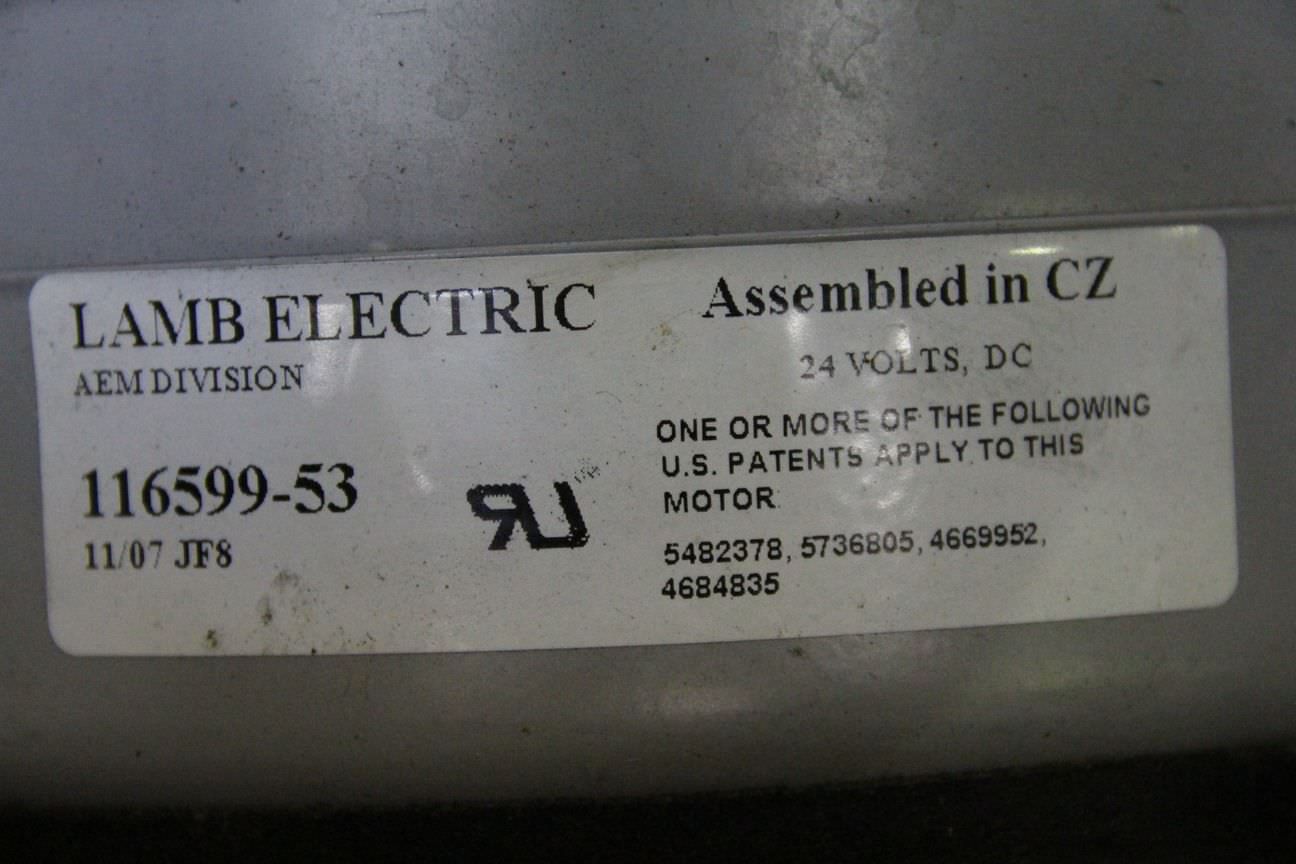 LAMB ELECTRIC
AEM DIVISION
116599-53
11/07 JF8
RU
Assembled in CZ
24 VOLTS, DC
ONE OR MORE OF THE FOLLOWING
U.S. PATENTS APPLY TO THIS
MOTOR
5482378, 5736805, 4669952,
4684835